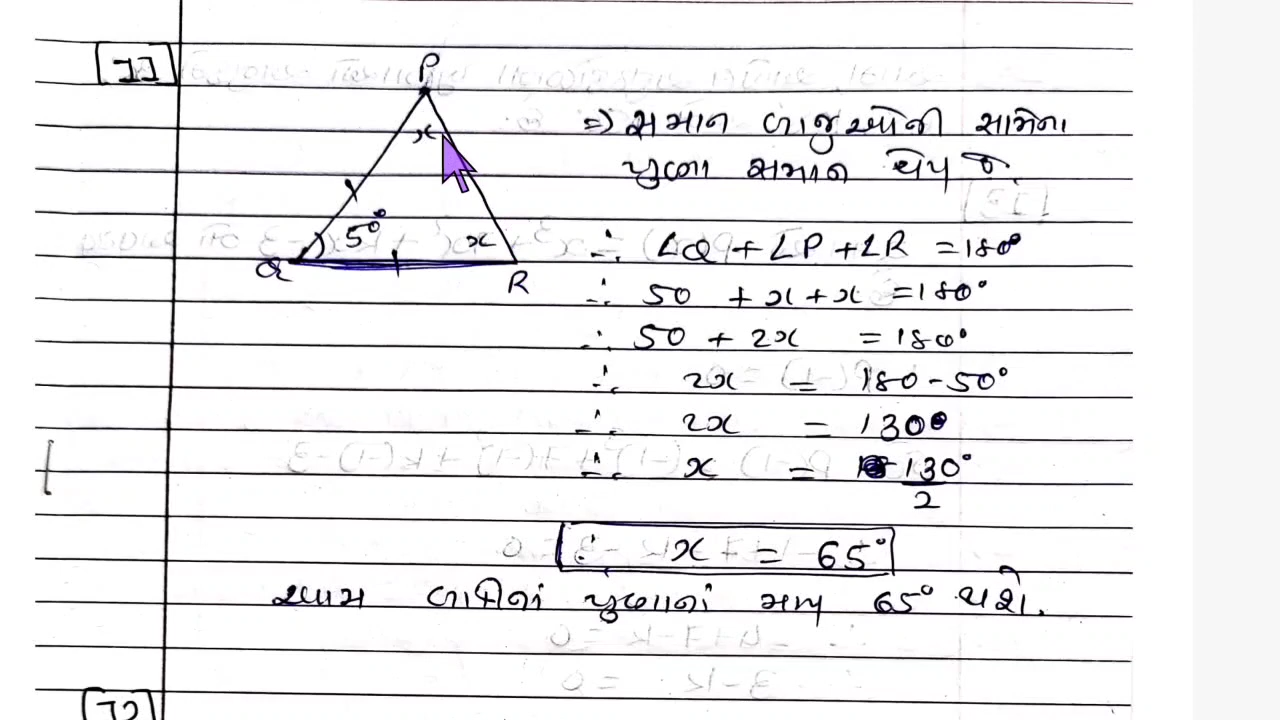 [11]
P
x
50°
x
Q
R
⇒ સમાન બાજુઓની સામેના
ખુણા સમાન હોય છે.
∴ ∠Q + ∠P + ∠R = 180°
∴ 50 + x + x = 180°
∴ 50 + 2x = 180°
∴ 2x = 180 - 50°
∴ 2x = 130°
∴ x = 130°
2
∴ x = 65°
આમ બાકીનાં ખુણાનાં માપ 65° થશે.
[12]